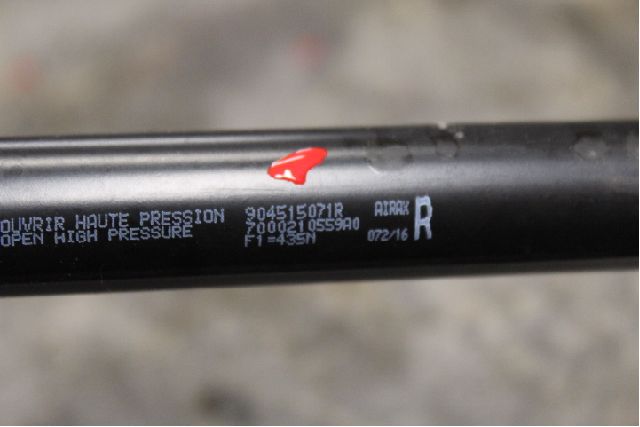 OUVRIR HAUTE PRESSION
OPEN HIGH PRESSURE
904515071R
7000210559A0
F1=435N
AIRAX
072/16
R